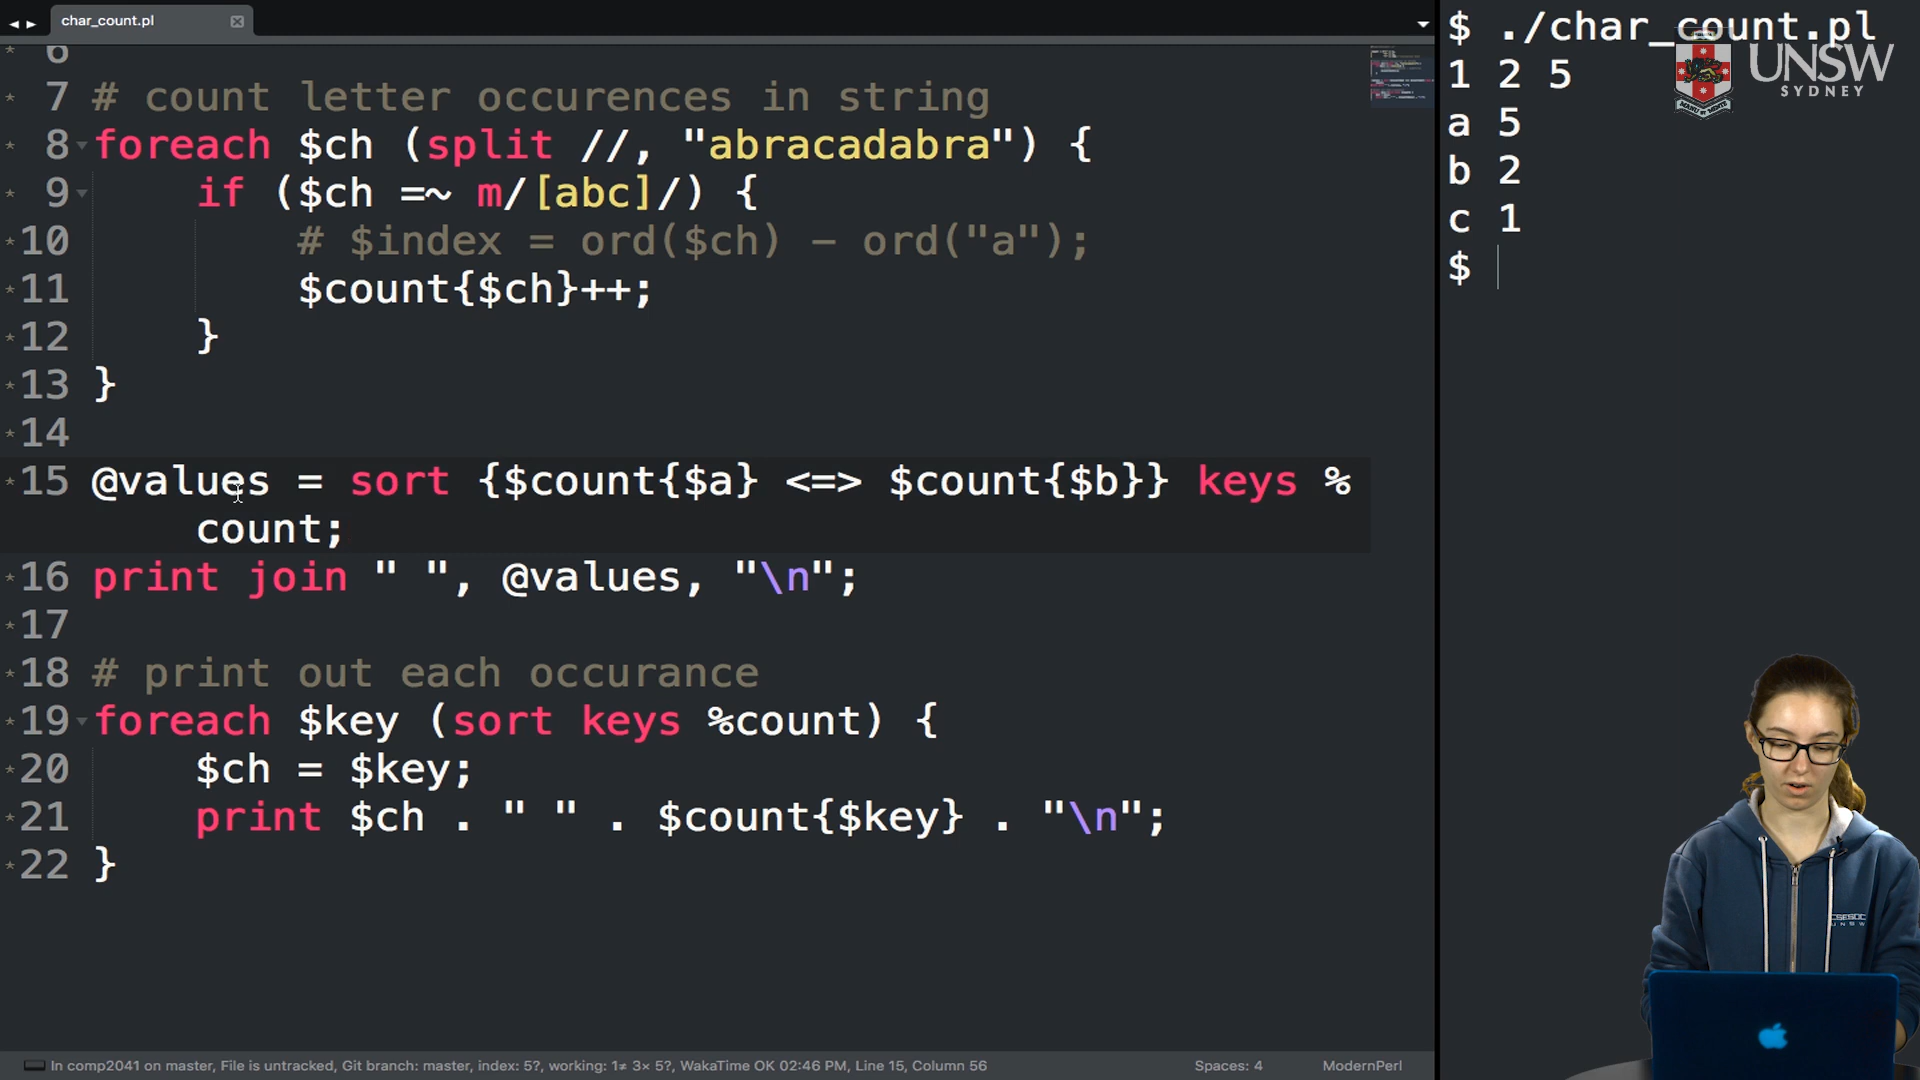 char_count.pl
6
7 # count letter occurences in string
8 foreach $ch (split //, "abracadabra") {
9 if ($ch =~ m/[abc]/) {
10 # $index = ord($ch) – ord("a");
11 $count{$ch}++;
12 }
13 }
14
15 @values = sort {$count{$a} <=> $count{$b}} keys %
count;
16 print join " ", @values, "\n";
17
18 # print out each occurance
19 foreach $key (sort keys %count) {
20 $ch = $key;
21 print $ch . " " . $count{$key} . "\n";
22 }
In comp2041 on master, File is untracked, Git branch: master, index: 5?, working: 1≠ 3× 5?, WakaTime OK 02:46 PM, Line 15, Column 56
Spaces: 4
ModernPerl
$ ./char_count.pl
1 2 5
a 5
b 2
c 1
$
UNSW
SYDNEY
CSESOC
UNSW